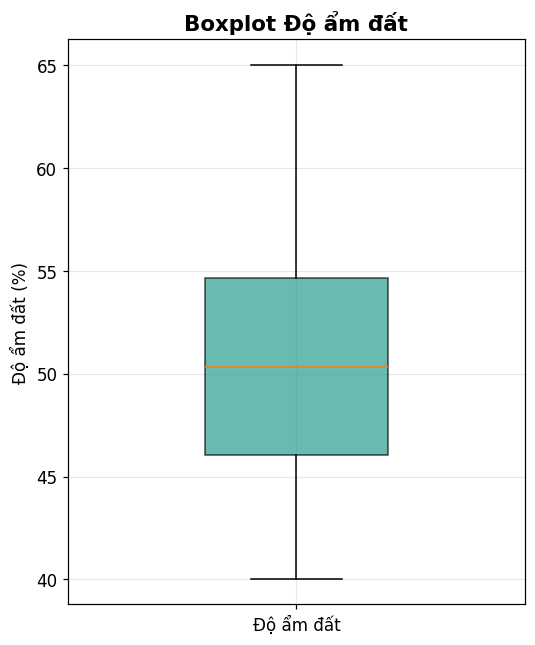 Boxplot Độ ẩm đất
65
60
55
50
45
40
Độ ẩm đất (%)
Độ ẩm đất